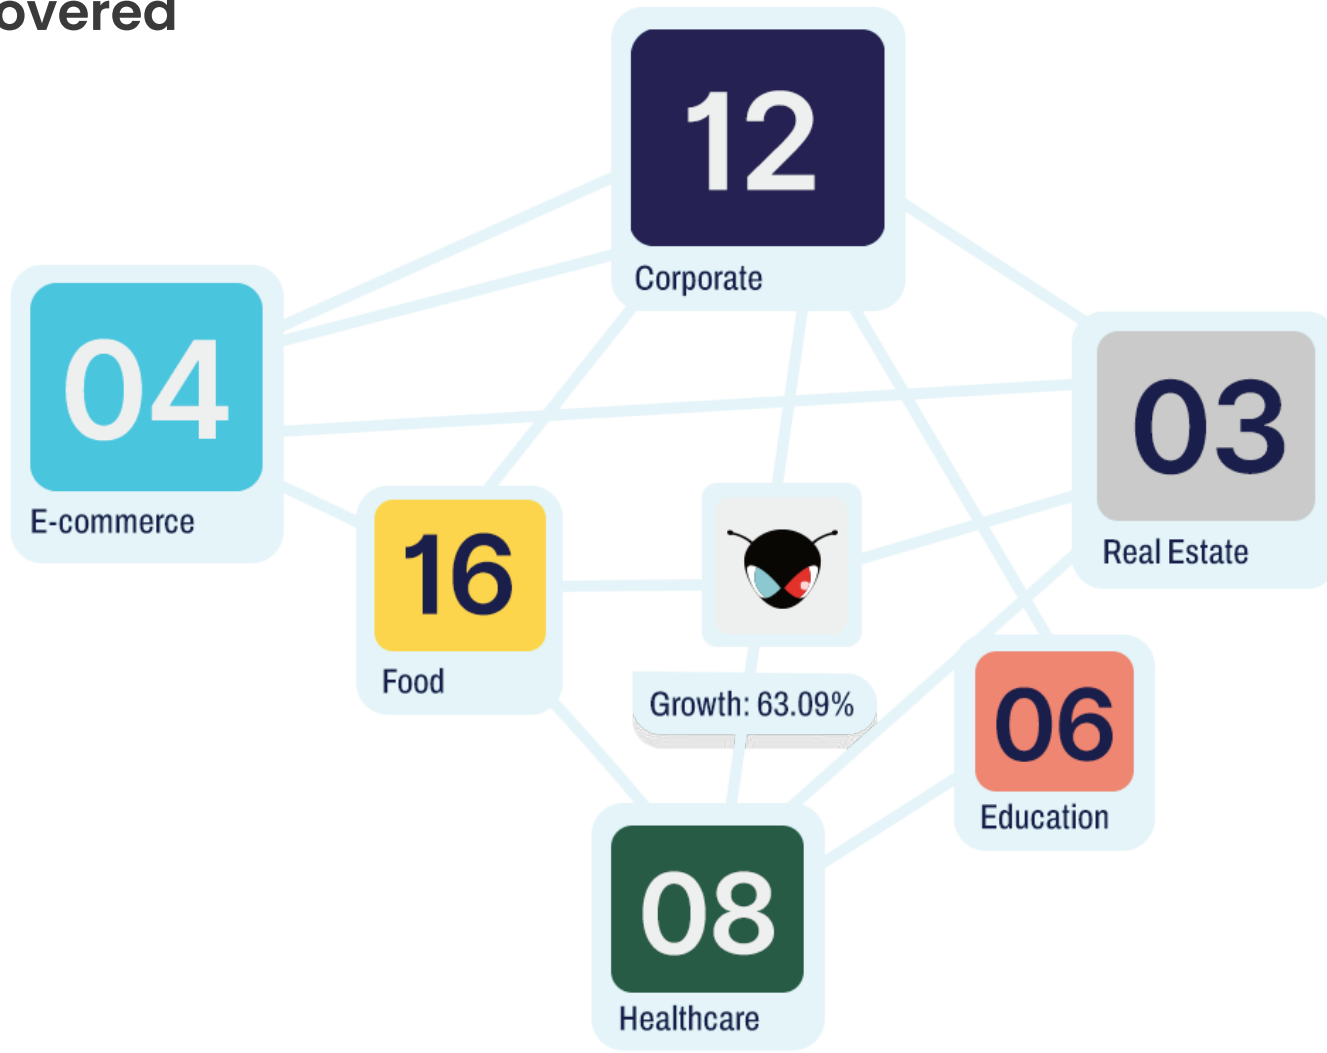 overed
12
Corporate
04
E-commerce
03
Real Estate
16
Food
Growth: 63.09%
06
Education
08
Healthcare